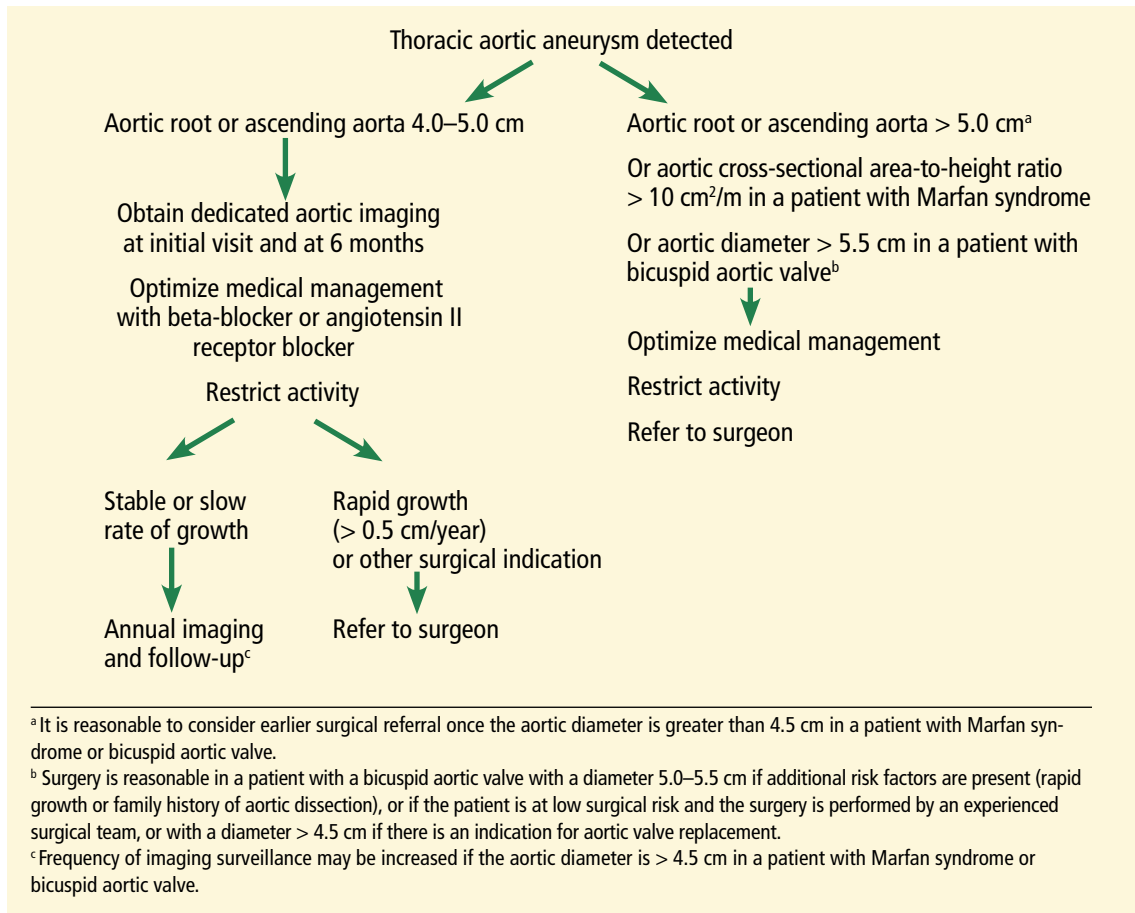 Thoracic aortic aneurysm detected
Aortic root or ascending aorta 4.0–5.0 cm
Obtain dedicated aortic imaging
at initial visit and at 6 months
Optimize medical management
with beta-blocker or angiotensin II
receptor blocker
Restrict activity
Stable or slow
rate of growth
Annual imaging
and follow-upᶜ
Rapid growth
(> 0.5 cm/year)
or other surgical indication
Refer to surgeon
Aortic root or ascending aorta > 5.0 cmᵃ
Or aortic cross-sectional area-to-height ratio
> 10 cm²/m in a patient with Marfan syndrome
Or aortic diameter > 5.5 cm in a patient with
bicuspid aortic valveᵇ
Optimize medical management
Restrict activity
Refer to surgeon
ᵃ It is reasonable to consider earlier surgical referral once the aortic diameter is greater than 4.5 cm in a patient with Marfan syn-
drome or bicuspid aortic valve.
ᵇ Surgery is reasonable in a patient with a bicuspid aortic valve with a diameter 5.0–5.5 cm if additional risk factors are present (rapid
growth or family history of aortic dissection), or if the patient is at low surgical risk and the surgery is performed by an experienced
surgical team, or with a diameter > 4.5 cm if there is an indication for aortic valve replacement.
ᶜ Frequency of imaging surveillance may be increased if the aortic diameter is > 4.5 cm in a patient with Marfan syndrome or
bicuspid aortic valve.